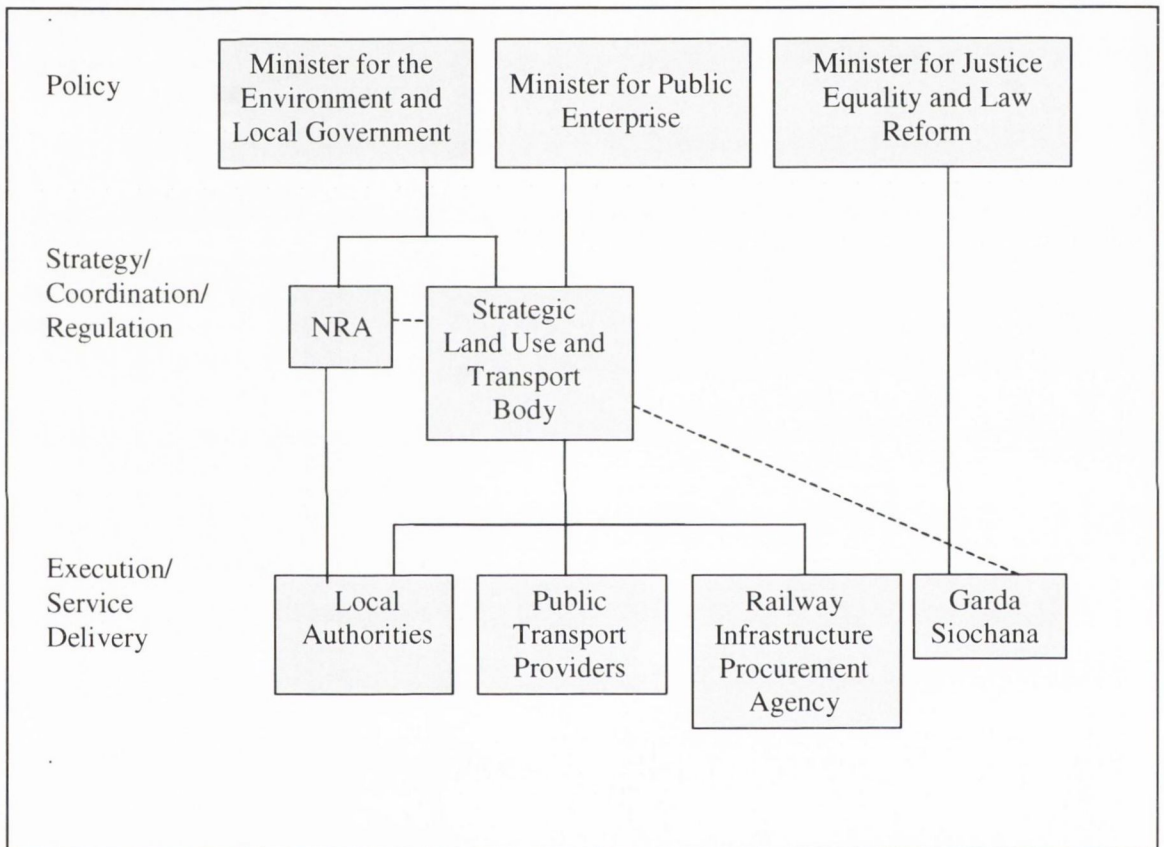 Policy
Minister for the
Environment and
Local Government
Minister for Public
Enterprise
Minister for Justice
Equality and Law
Reform
Strategy/
Coordination/
Regulation
NRA
Strategic
Land Use and
Transport
Body
Execution/
Service
Delivery
Local
Authorities
Public
Transport
Providers
Railway
Infrastructure
Procurement
Agency
Garda
Siochana